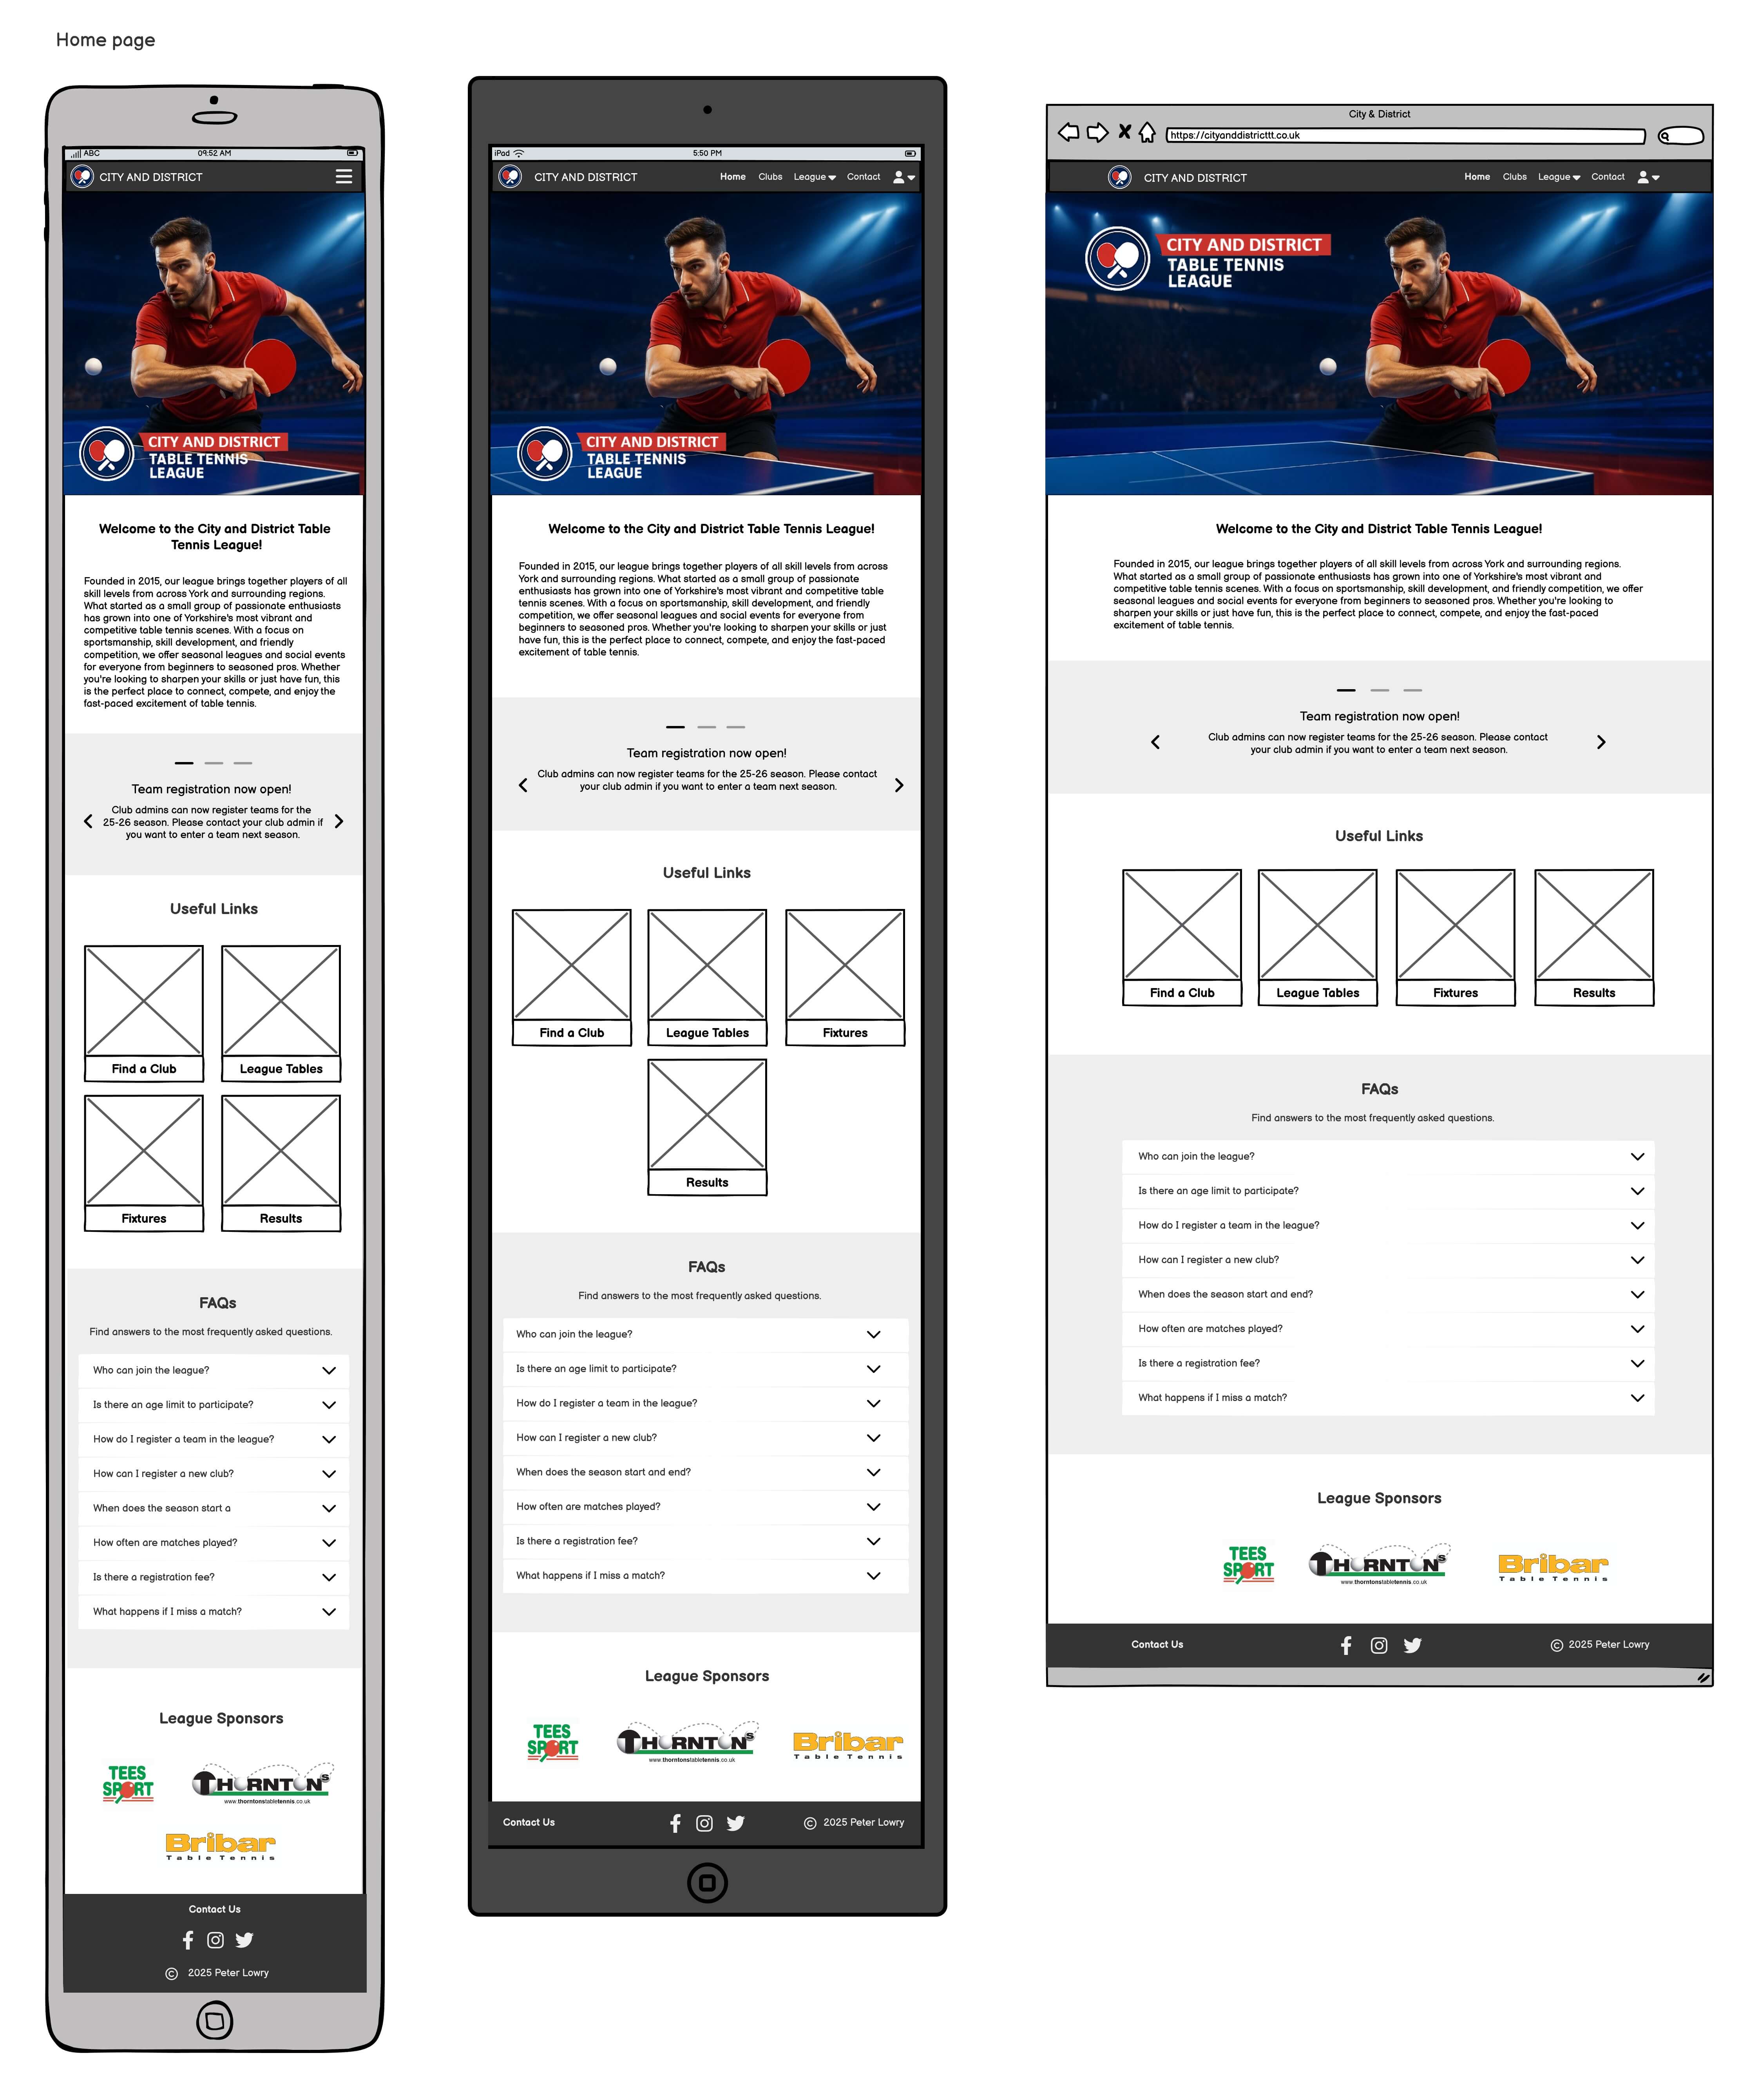 Home page
ABC
09:52 AM
CITY AND DISTRICT
CITY AND DISTRICT
TABLE TENNIS
LEAGUE
Welcome to the City and District Table
Tennis League!
Founded in 2015, our league brings together players of all
skill levels from across York and surrounding regions.
What started as a small group of passionate enthusiasts
has grown into one of Yorkshire's most vibrant and
competitive table tennis scenes. With a focus on
sportsmanship, skill development, and friendly
competition, we offer seasonal leagues and social events
for everyone from beginners to seasoned pros. Whether
you're looking to sharpen your skills or just have fun, this
is the perfect place to connect, compete, and enjoy the
fast-paced excitement of table tennis.
Team registration now open!
Club admins can now register teams for the
25-26 season. Please contact your club admin if
you want to enter a team next season.
Useful Links
Find a Club
League Tables
Fixtures
Results
FAQs
Find answers to the most frequently asked questions.
Who can join the league?
Is there an age limit to participate?
How do I register a team in the league?
How can I register a new club?
When does the season start a
How often are matches played?
Is there a registration fee?
What happens if I miss a match?
League Sponsors
TEES
SPORT
THORNTONS
www.thorntonstabletennis.co.uk
Bribar
Table Tennis
Contact Us
© 2025 Peter Lowry
iPad
5:50 PM
CITY AND DISTRICT
Home Clubs League Contact
CITY AND DISTRICT
TABLE TENNIS
LEAGUE
Welcome to the City and District Table Tennis League!
Founded in 2015, our league brings together players of all skill levels from across
York and surrounding regions. What started as a small group of passionate
enthusiasts has grown into one of Yorkshire's most vibrant and competitive table
tennis scenes. With a focus on sportsmanship, skill development, and friendly
competition, we offer seasonal leagues and social events for everyone from
beginners to seasoned pros. Whether you're looking to sharpen your skills or just
have fun, this is the perfect place to connect, compete, and enjoy the fast-paced
excitement of table tennis.
Team registration now open!
Club admins can now register teams for the 25-26 season. Please contact
your club admin if you want to enter a team next season.
Useful Links
Find a Club
League Tables
Fixtures
Results
FAQs
Find answers to the most frequently asked questions.
Who can join the league?
Is there an age limit to participate?
How do I register a team in the league?
How can I register a new club?
When does the season start and end?
How often are matches played?
Is there a registration fee?
What happens if I miss a match?
League Sponsors
TEES
SPORT
THORNTONS
www.thorntonstabletennis.co.uk
Bribar
Table Tennis
Contact Us
© 2025 Peter Lowry
City & District
https://cityanddistricttt.co.uk
CITY AND DISTRICT
Home Clubs League Contact
CITY AND DISTRICT
TABLE TENNIS
LEAGUE
Welcome to the City and District Table Tennis League!
Founded in 2015, our league brings together players of all skill levels from across York and surrounding regions.
What started as a small group of passionate enthusiasts has grown into one of Yorkshire's most vibrant and
competitive table tennis scenes. With a focus on sportsmanship, skill development, and friendly competition, we offer
seasonal leagues and social events for everyone from beginners to seasoned pros. Whether you're looking to
sharpen your skills or just have fun, this is the perfect place to connect, compete, and enjoy the fast-paced
excitement of table tennis.
Team registration now open!
Club admins can now register teams for the 25-26 season. Please contact
your club admin if you want to enter a team next season.
Useful Links
Find a Club
League Tables
Fixtures
Results
FAQs
Find answers to the most frequently asked questions.
Who can join the league?
Is there an age limit to participate?
How do I register a team in the league?
How can I register a new club?
When does the season start and end?
How often are matches played?
Is there a registration fee?
What happens if I miss a match?
League Sponsors
TEES
SPORT
THORNTONS
www.thorntonstabletennis.co.uk
Bribar
Table Tennis
Contact Us
© 2025 Peter Lowry